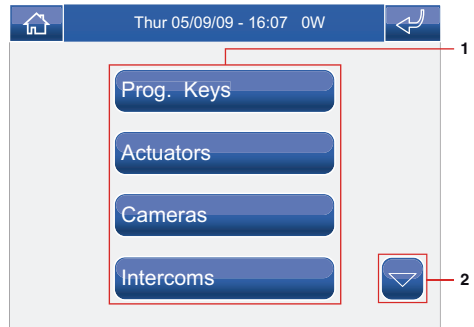 Thur 05/09/09 - 16:07 0W
1
Prog. Keys
Actuators
Cameras
Intercoms
2